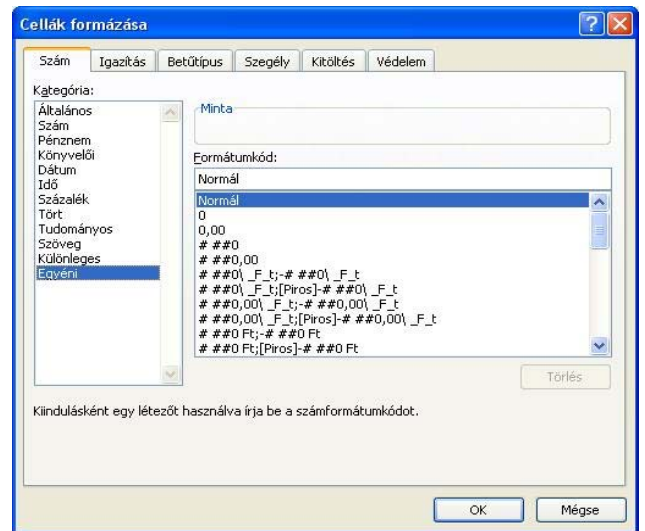 Cellák formázása
Szám Igazítás Betűtípus Szegély Kitöltés Védelem
Kategória:
Általános
Szám
Pénznem
Könyvelői
Dátum
Idő
Százalék
Tört
Tudományos
Szöveg
Különleges
Egyéni
Minta
Formátumkód:
Normál
Normál
0
0,00
# ##0
# ##0,00
# ##0\ _F_t;-# ##0\ _F_t
# ##0\ _F_t;[Piros]-# ##0\ _F_t
# ##0,00\ _F_t;-# ##0,00\ _F_t
# ##0,00\ _F_t;[Piros]-# ##0,00\ _F_t
# ##0 Ft;-# ##0 Ft
# ##0 Ft;[Piros]-# ##0 Ft
Törlés
Kiindulásként egy létezőt használva írja be a számformátumkódot.
OK Mégse